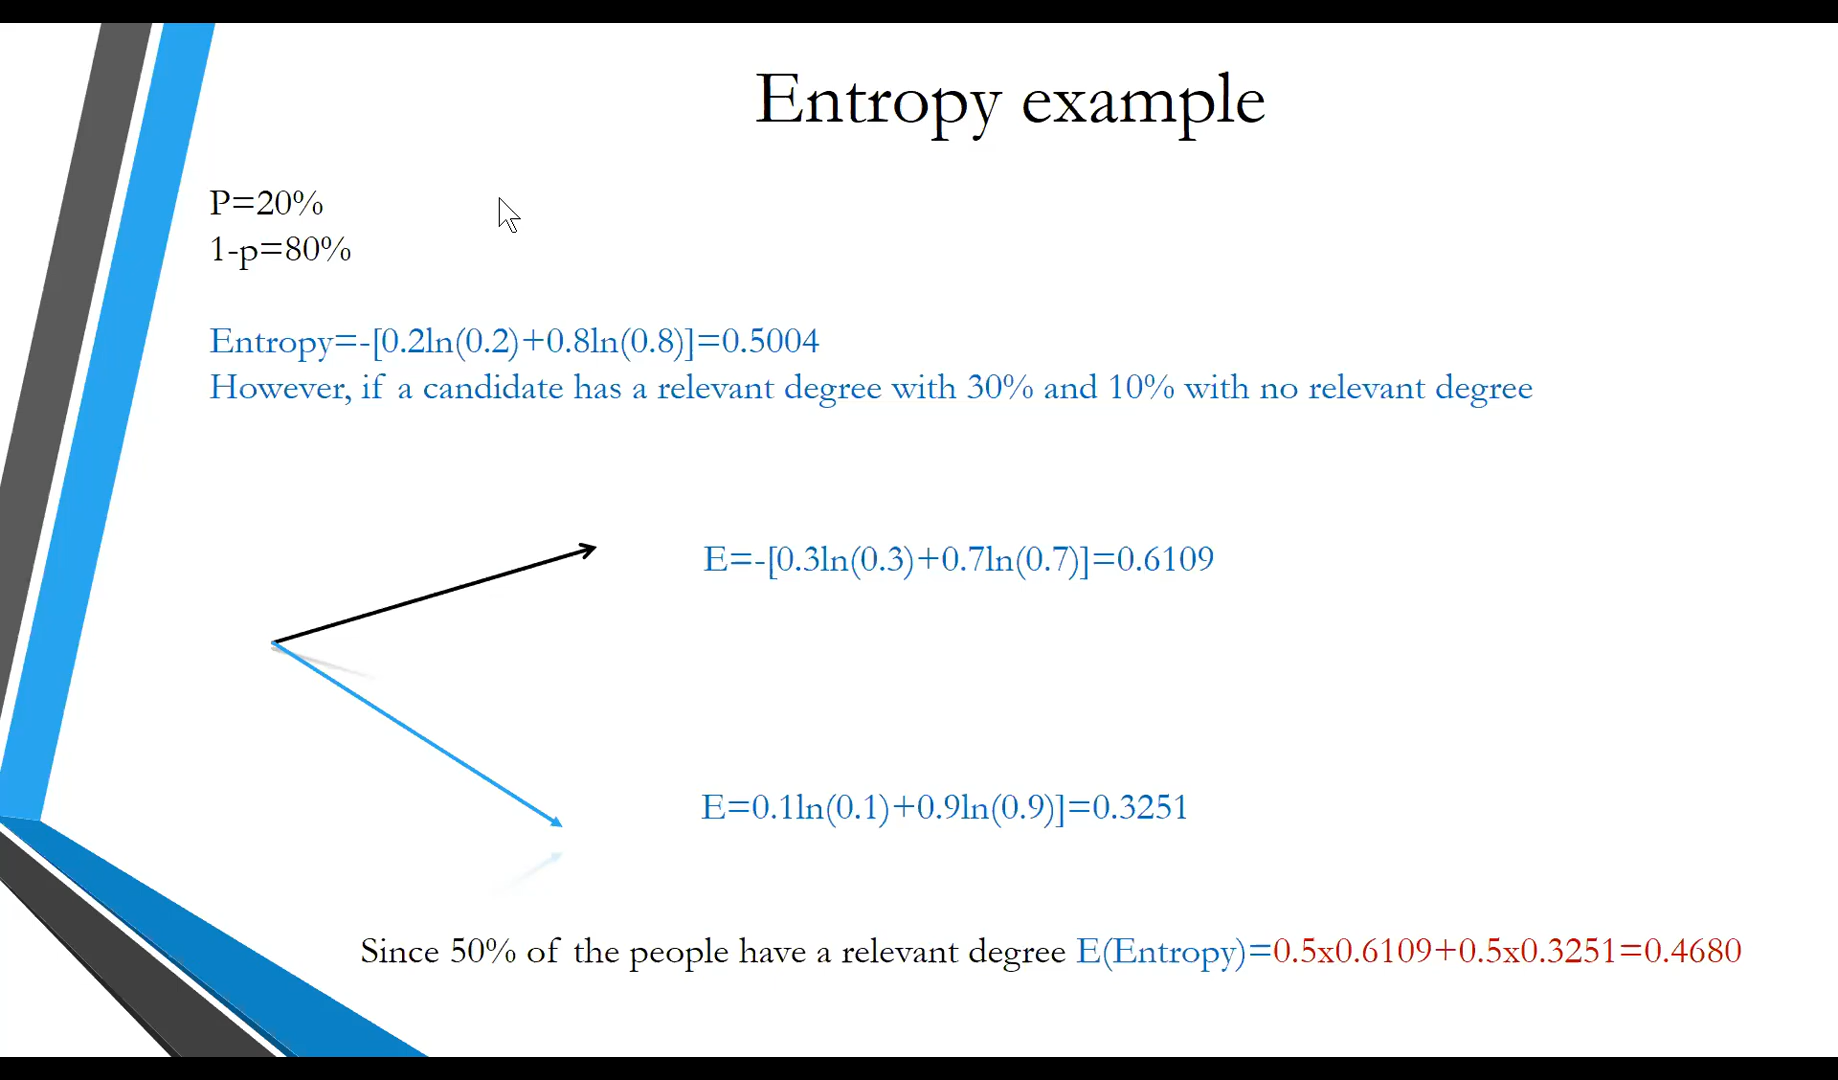 Entropy example
P=20%
1-p=80%
Entropy=-[0.2ln(0.2)+0.8ln(0.8)]=0.5004
However, if a candidate has a relevant degree with 30% and 10% with no relevant degree
E=-[0.3ln(0.3)+0.7ln(0.7)]=0.6109
E=0.1ln(0.1)+0.9ln(0.9)]=0.3251
Since 50% of the people have a relevant degree E(Entropy)=0.5x0.6109+0.5x0.3251=0.4680